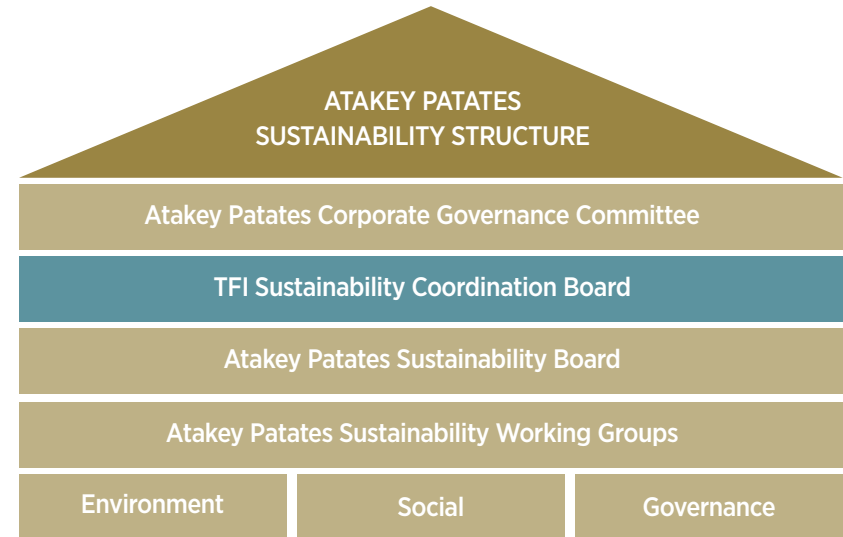 ATAKEY PATATES
SUSTAINABILITY STRUCTURE
Atakey Patates Corporate Governance Committee
TFI Sustainability Coordination Board
Atakey Patates Sustainability Board
Atakey Patates Sustainability Working Groups
Environment
Social
Governance